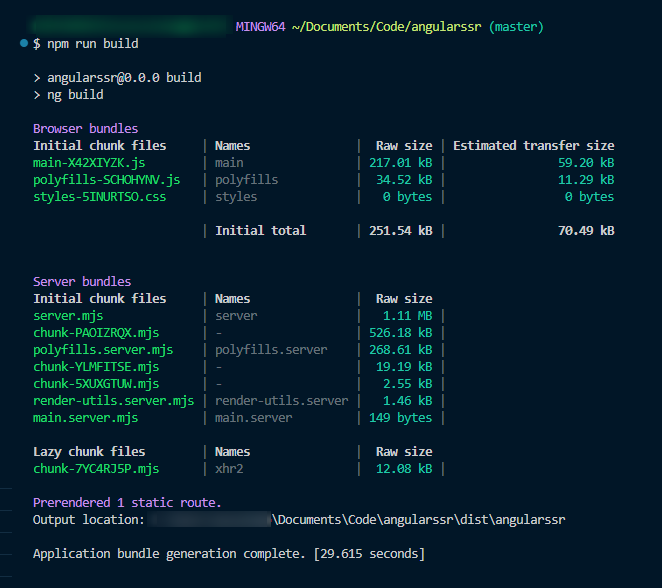 MINGW64 ~/Documents/Code/angularssr (master)
$ npm run build
> angularssr@0.0.0 build
> ng build
Browser bundles
Initial chunk files | Names | Raw size | Estimated transfer size
main-X42XIYZK.js | main | 217.01 kB | 59.20 kB
polyfills-SCHOHYNV.js | polyfills | 34.52 kB | 11.29 kB
styles-5INURTSO.css | styles | 0 bytes | 0 bytes
| Initial total | 251.54 kB | 70.49 kB
Server bundles
Initial chunk files | Names | Raw size
server.mjs | server | 1.11 MB |
chunk-PAOIZRQX.mjs | - | 526.18 kB |
polyfills.server.mjs | polyfills.server | 268.61 kB |
chunk-YLMFITSE.mjs | - | 19.19 kB |
chunk-5XUXGTUW.mjs | - | 2.55 kB |
render-utils.server.mjs | render-utils.server | 1.46 kB |
main.server.mjs | main.server | 149 bytes |
Lazy chunk files | Names | Raw size
chunk-7YC4RJ5P.mjs | xhr2 | 12.08 kB |
Prerendered 1 static route.
Output location: \Documents\Code\angularssr\dist\angularssr
Application bundle generation complete. [29.615 seconds]